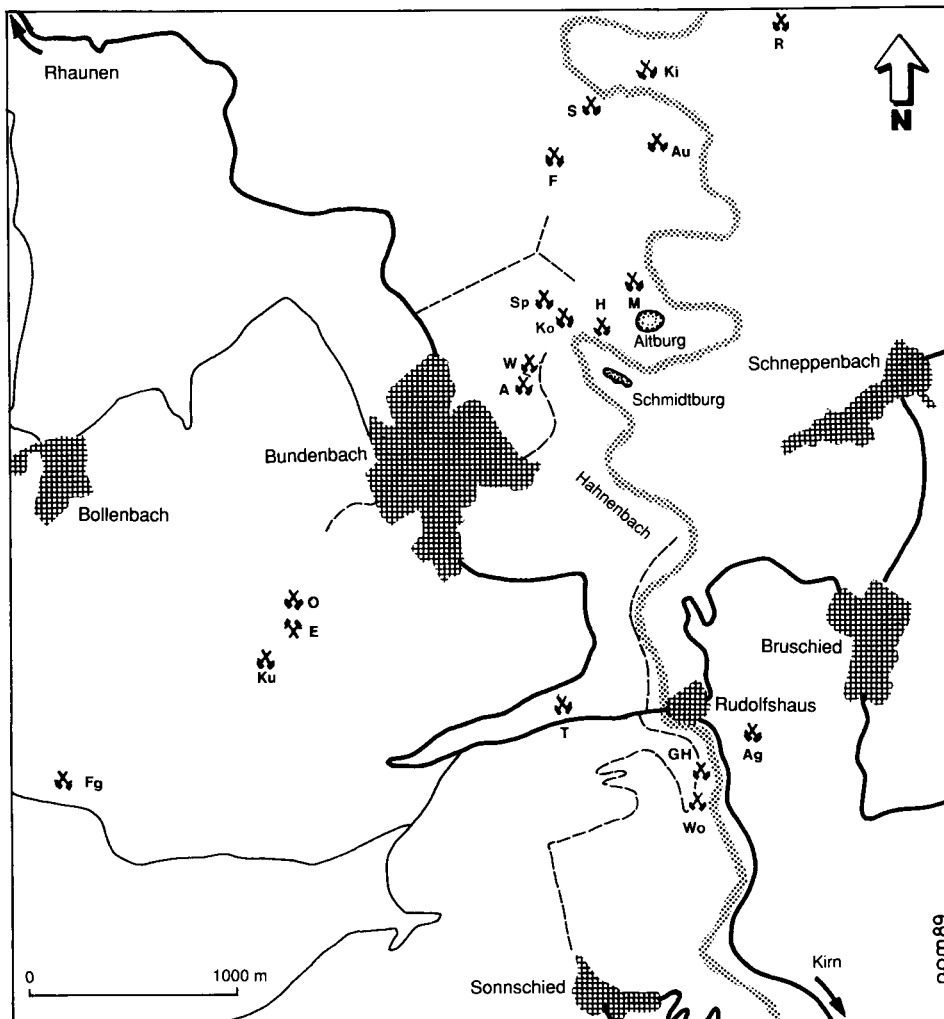 R
Rhaunen
Ki
N
S
Au
F
Sp
H
M
Ko
Altburg
W
Schneppenbach
A
Schmidtburg
Bundenbach
Hahnenbach
Bollenbach
O
E
Bruschied
Ku
Rudolfshaus
T
Ag
GH
Fg
Wo
0 1000 m
Kirn
Sonnschied